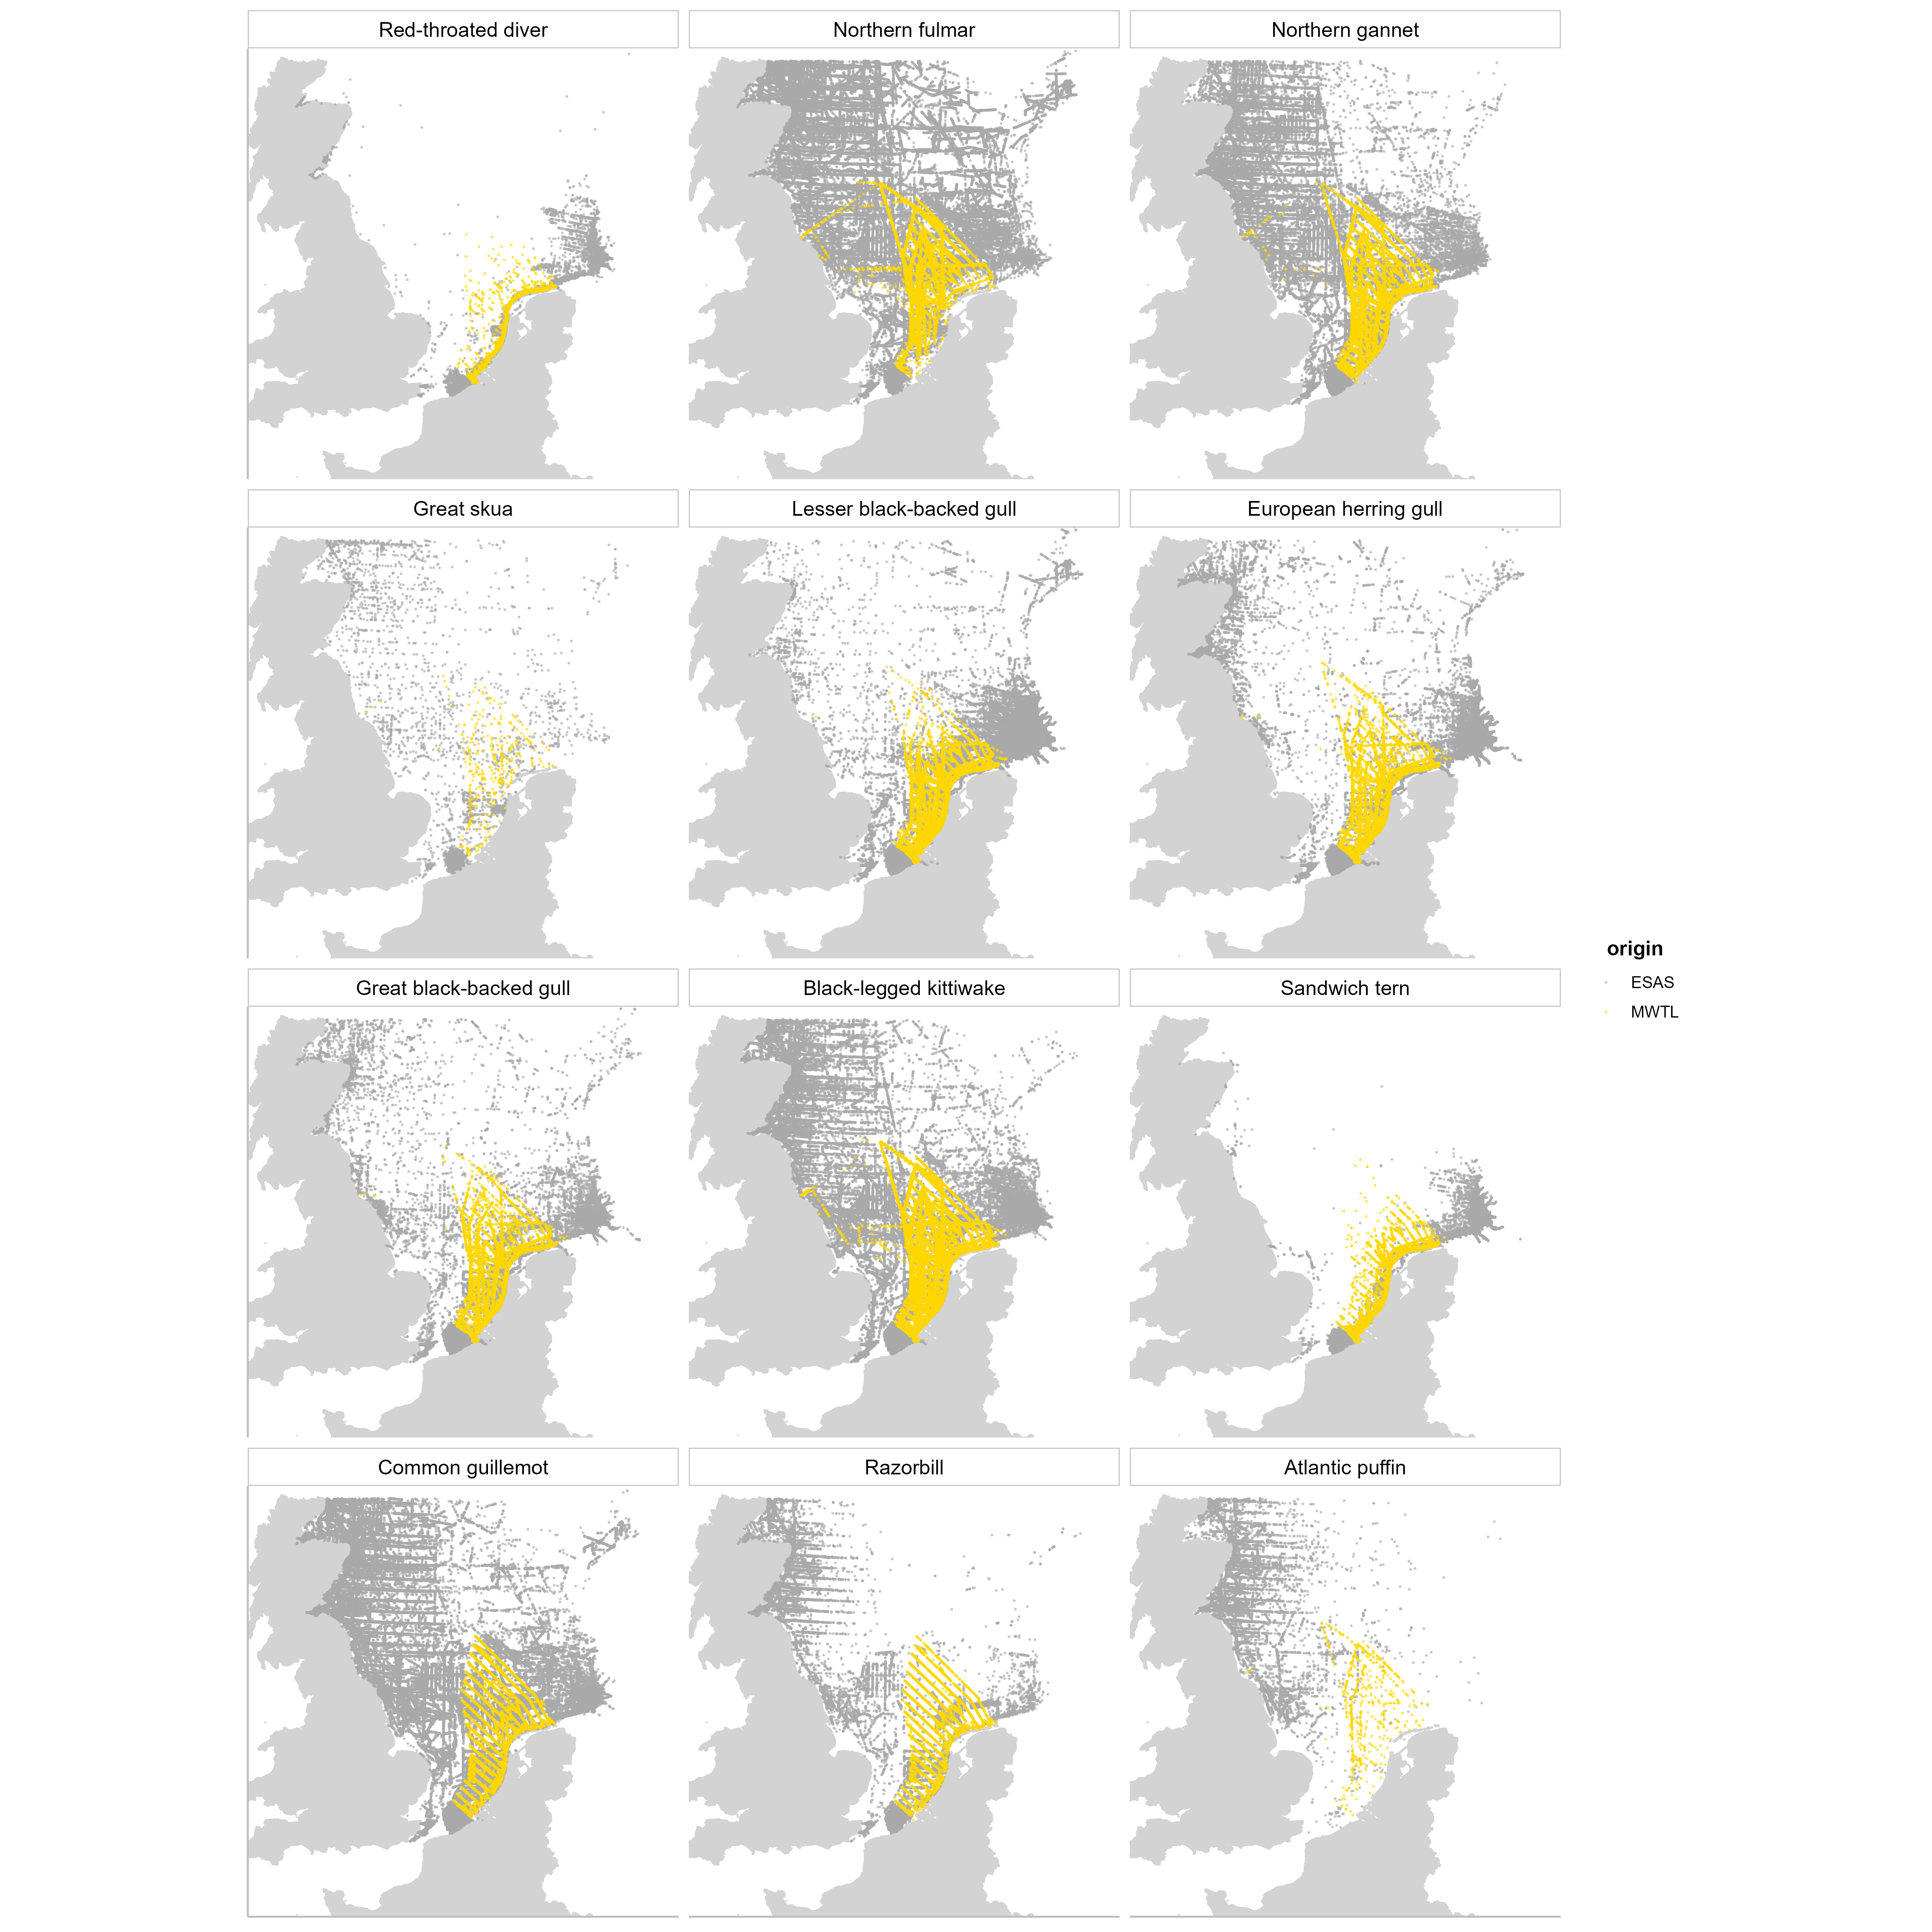 Red-throated diver
Northern fulmar
Northern gannet
Great skua
Lesser black-backed gull
European herring gull
origin
ESAS
MWTL
Great black-backed gull
Black-legged kittiwake
Sandwich tern
Common guillemot
Razorbill
Atlantic puffin